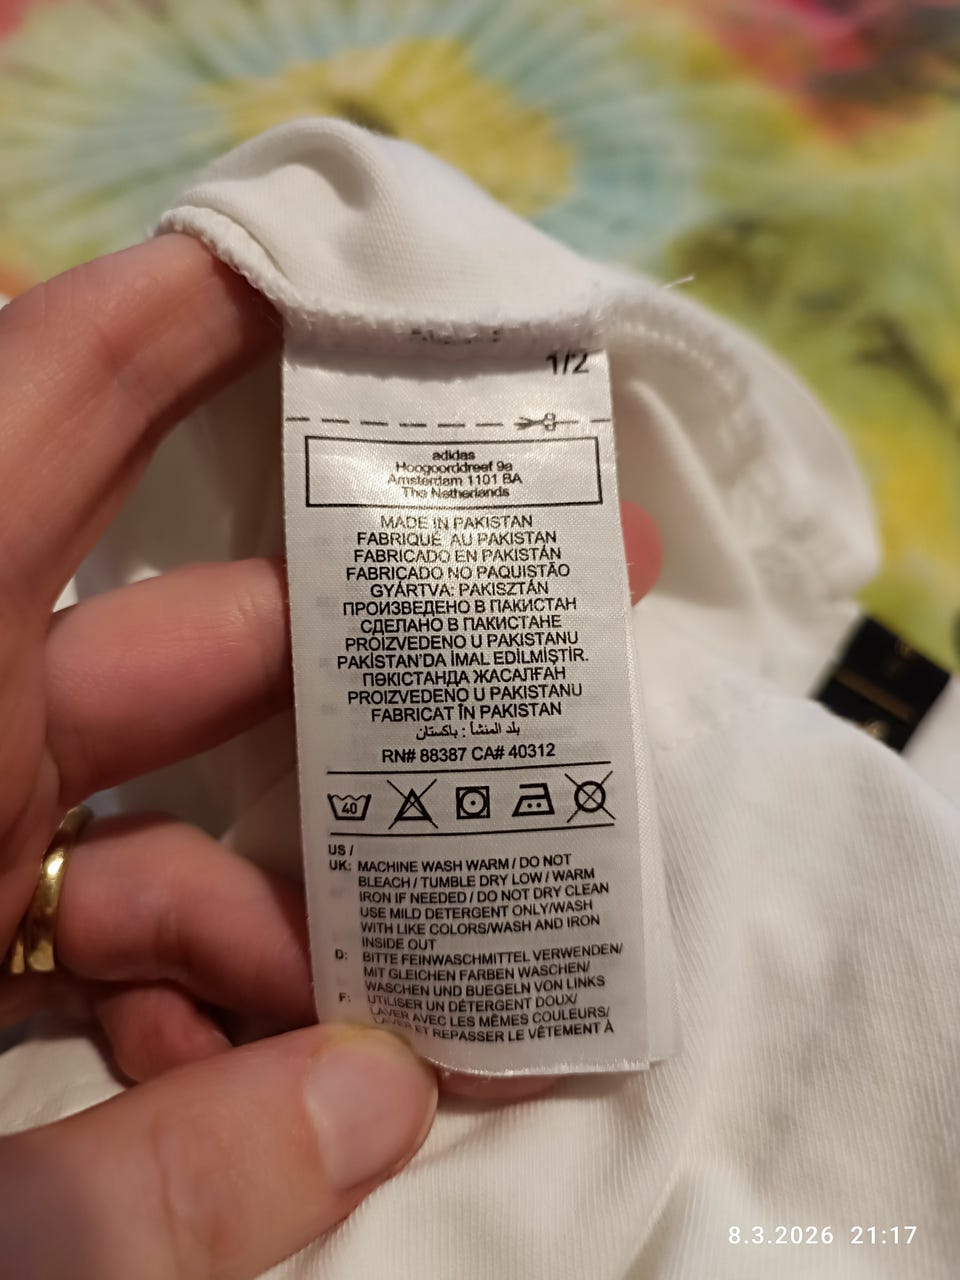 1/2
adidas
Hoogoorddreef 9a
Amsterdam 1101 BA
The Netherlands
MADE IN PAKISTAN
FABRIQUÉ AU PAKISTAN
FABRICADO EN PAKISTÁN
FABRICADO NO PAQUISTÃO
GYÁRTVA: PAKISZTÁN
ПРОИЗВЕДЕНО В ПАКИСТАН
СДЕЛАНО В ПАКИСТАНЕ
PROIZVEDENO U PAKISTANU
PAKİSTAN'DA İMAL EDİLMİŞTİR.
ПӘКІСТАНДА ЖАСАЛҒАН
PROIZVEDENO U PAKISTANU
FABRICAT ÎN PAKISTAN
بلد المنشأ : باكستان
RN# 88387 CA# 40312
40
US /
UK: MACHINE WASH WARM / DO NOT
BLEACH / TUMBLE DRY LOW / WARM
IRON IF NEEDED / DO NOT DRY CLEAN
USE MILD DETERGENT ONLY/WASH
WITH LIKE COLORS/WASH AND IRON
INSIDE OUT
D: BITTE FEINWASCHMITTEL VERWENDEN/
MIT GLEICHEN FARBEN WASCHEN/
WASCHEN UND BUEGELN VON LINKS
F: UTILISER UN DÉTERGENT DOUX/
LAVER AVEC LES MÊMES COULEURS/
LAVER ET REPASSER LE VÊTEMENT À
8.3.2026 21:17